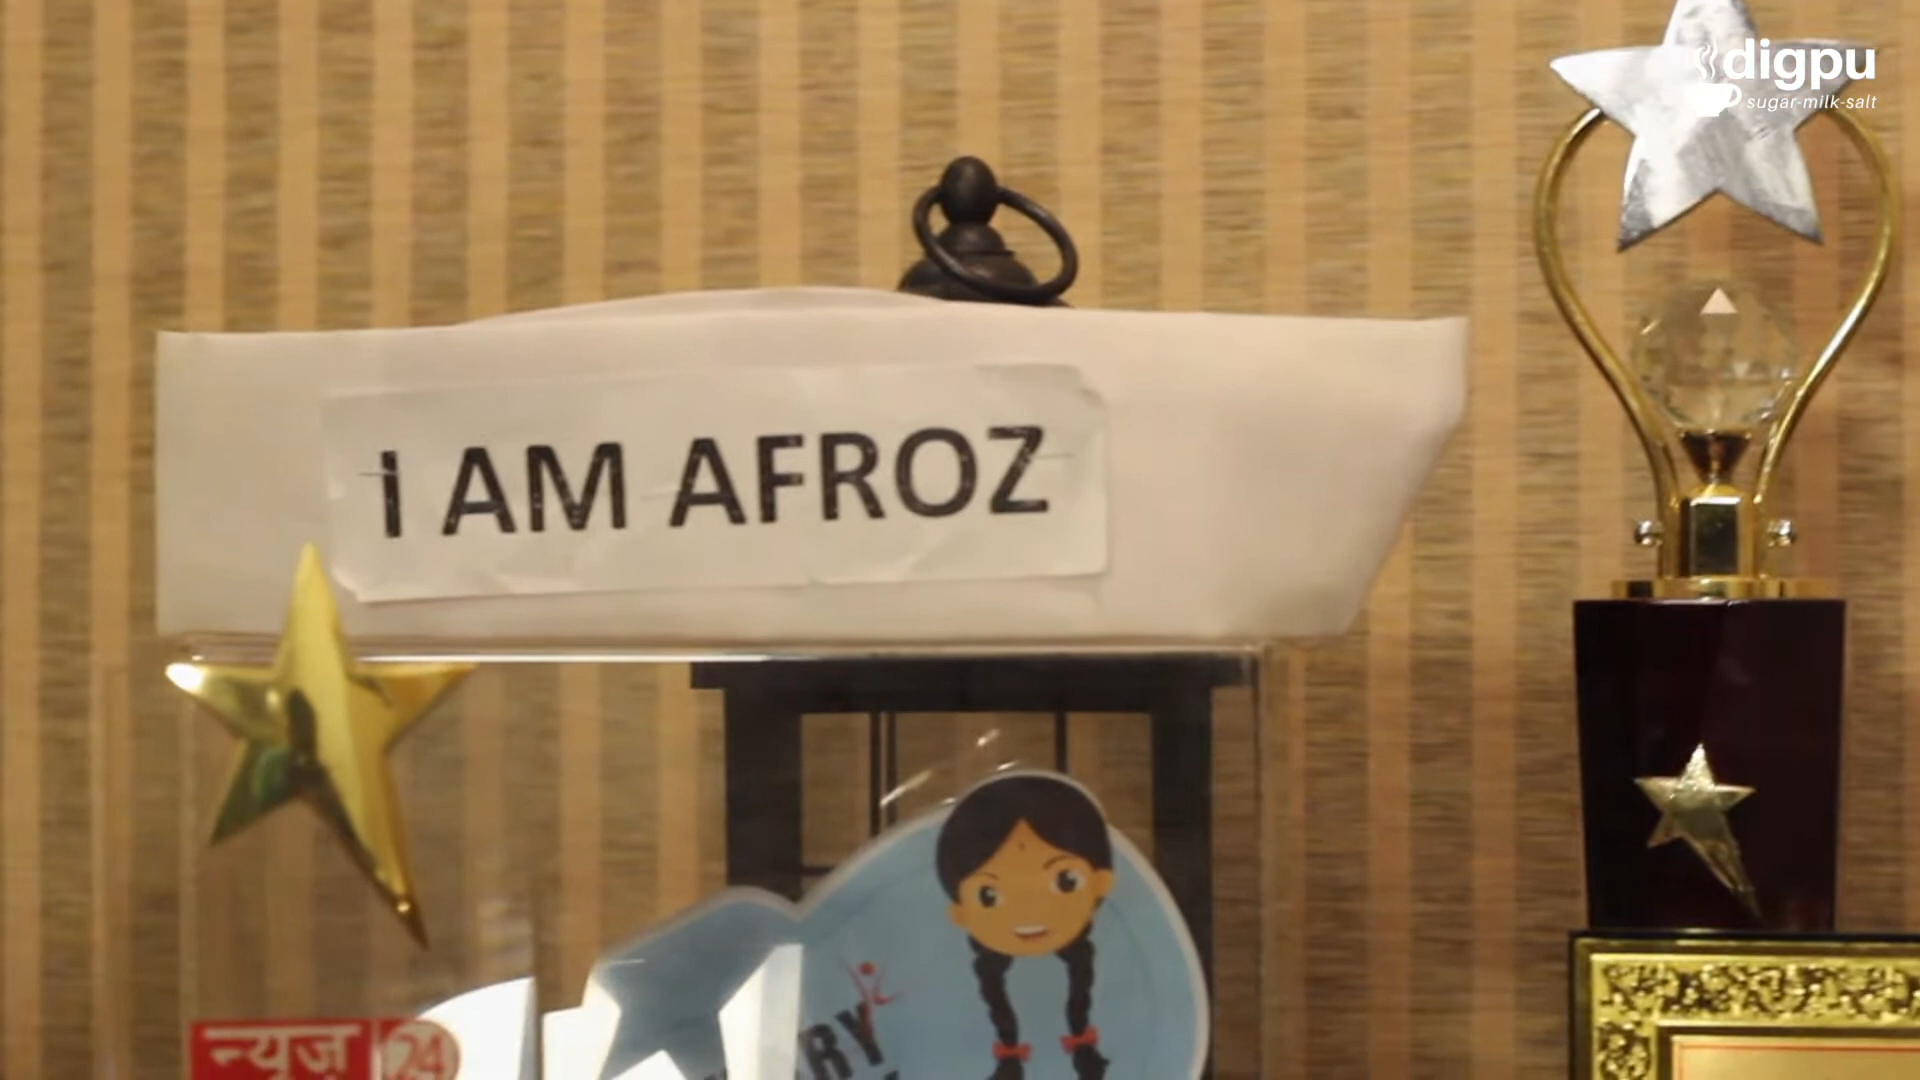 digpu
sugar-milk-salt
I AM AFROZ
न्यूज़ 24